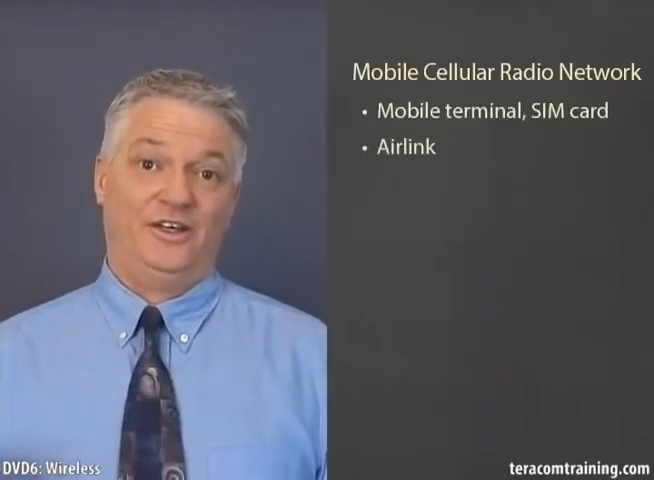 Mobile Cellular Radio Network
• Mobile terminal, SIM card
• Airlink
DVD6: Wireless
teracomtraining.com